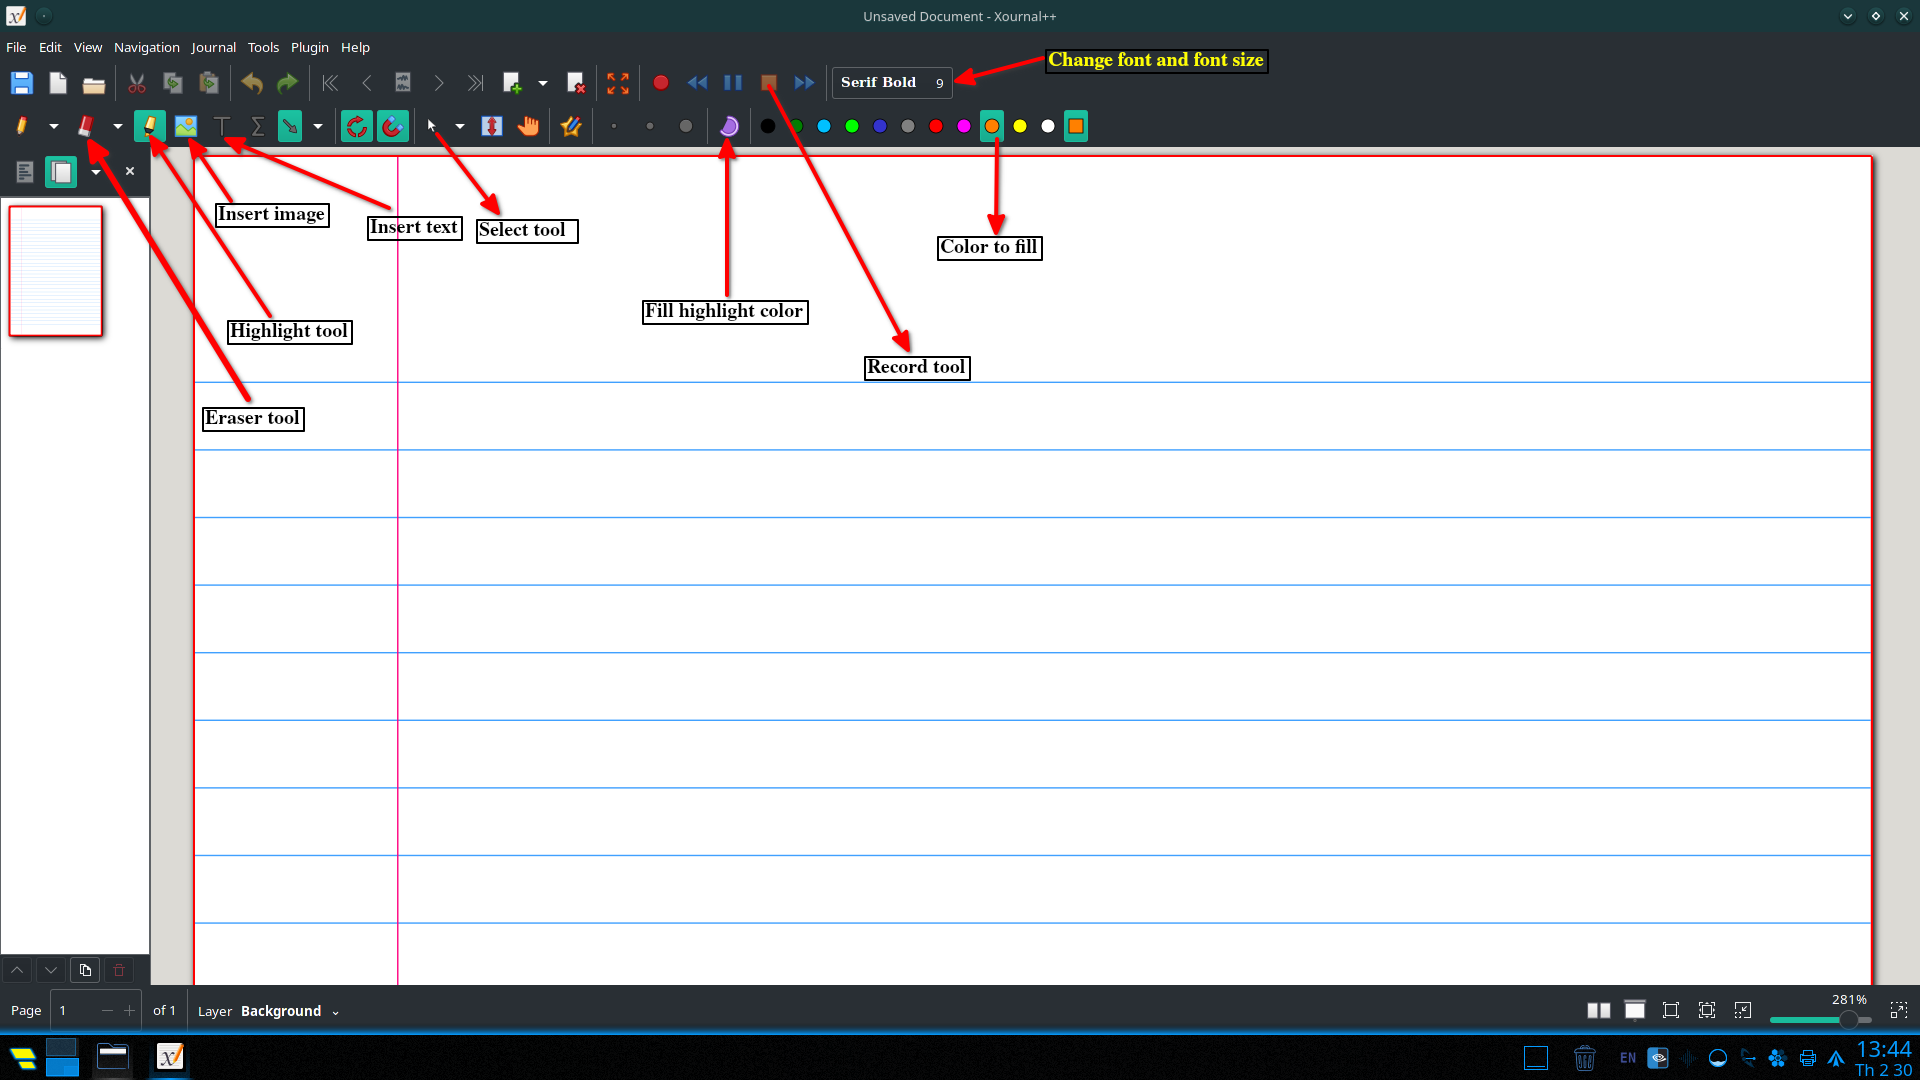 Unsaved Document - Xournal++
File Edit View Navigation Journal Tools Plugin Help
Change font and font size
Serif Bold 9
Insert image
Insert text
Select tool
Color to fill
Fill highlight color
Highlight tool
Record tool
Eraser tool
Page 1 of 1 Layer Background
281%
EN
13:44
Th 2 30